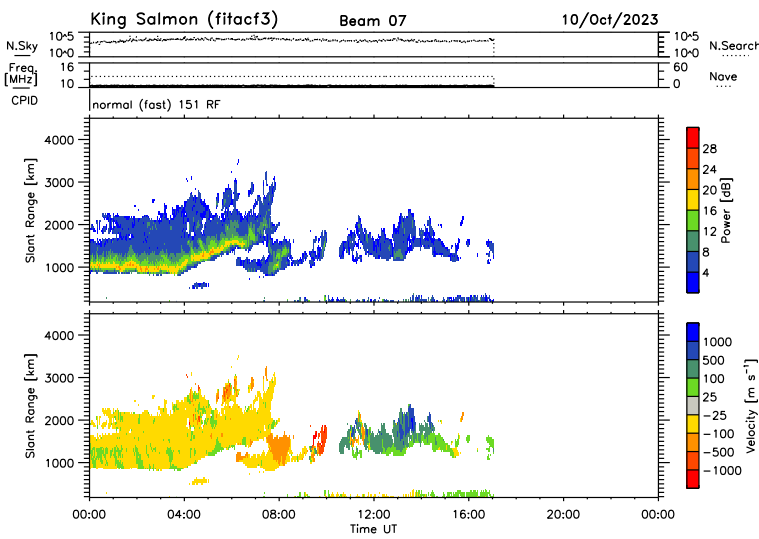 King Salmon (fitacf3) Beam 07 10/Oct/2023
N.Sky 10^5 10^0 10^5 10^0 N.Search
Freq. [MHz] 16 10 60 0 Nave
CPID normal (fast) 151 RF
Slant Range [km] 4000 3000 2000 1000
28 24 20 16 12 8 4 Power [dB]
Slant Range [km] 4000 3000 2000 1000
1000 500 100 25 -25 -100 -500 -1000 Velocity [m s⁻¹]
00:00 04:00 08:00 12:00 16:00 20:00 00:00
Time UT